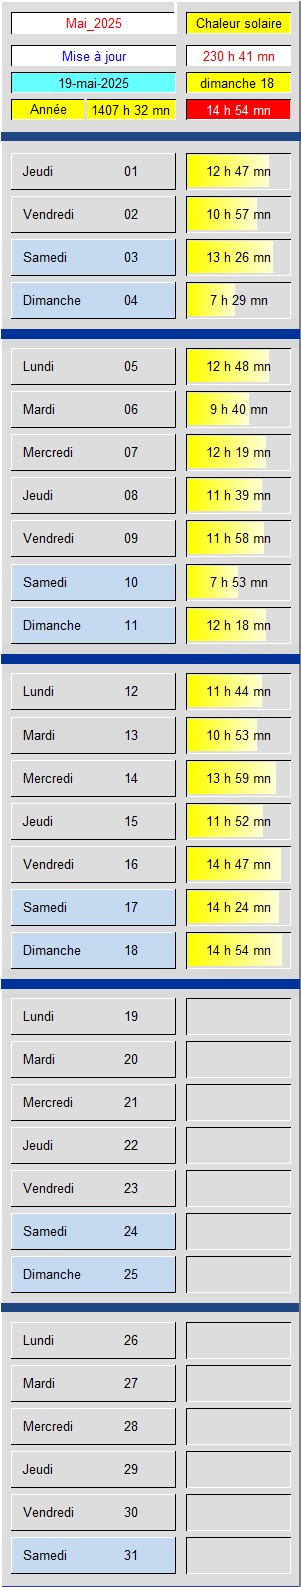 Mai_2025 Chaleur solaire
Mise à jour 230 h 41 mn
19-mai-2025 dimanche 18
Année 1407 h 32 mn 14 h 54 mn
Jeudi 01 12 h 47 mn
Vendredi 02 10 h 57 mn
Samedi 03 13 h 26 mn
Dimanche 04 7 h 29 mn
Lundi 05 12 h 48 mn
Mardi 06 9 h 40 mn
Mercredi 07 12 h 19 mn
Jeudi 08 11 h 39 mn
Vendredi 09 11 h 58 mn
Samedi 10 7 h 53 mn
Dimanche 11 12 h 18 mn
Lundi 12 11 h 44 mn
Mardi 13 10 h 53 mn
Mercredi 14 13 h 59 mn
Jeudi 15 11 h 52 mn
Vendredi 16 14 h 47 mn
Samedi 17 14 h 24 mn
Dimanche 18 14 h 54 mn
Lundi 19
Mardi 20
Mercredi 21
Jeudi 22
Vendredi 23
Samedi 24
Dimanche 25
Lundi 26
Mardi 27
Mercredi 28
Jeudi 29
Vendredi 30
Samedi 31